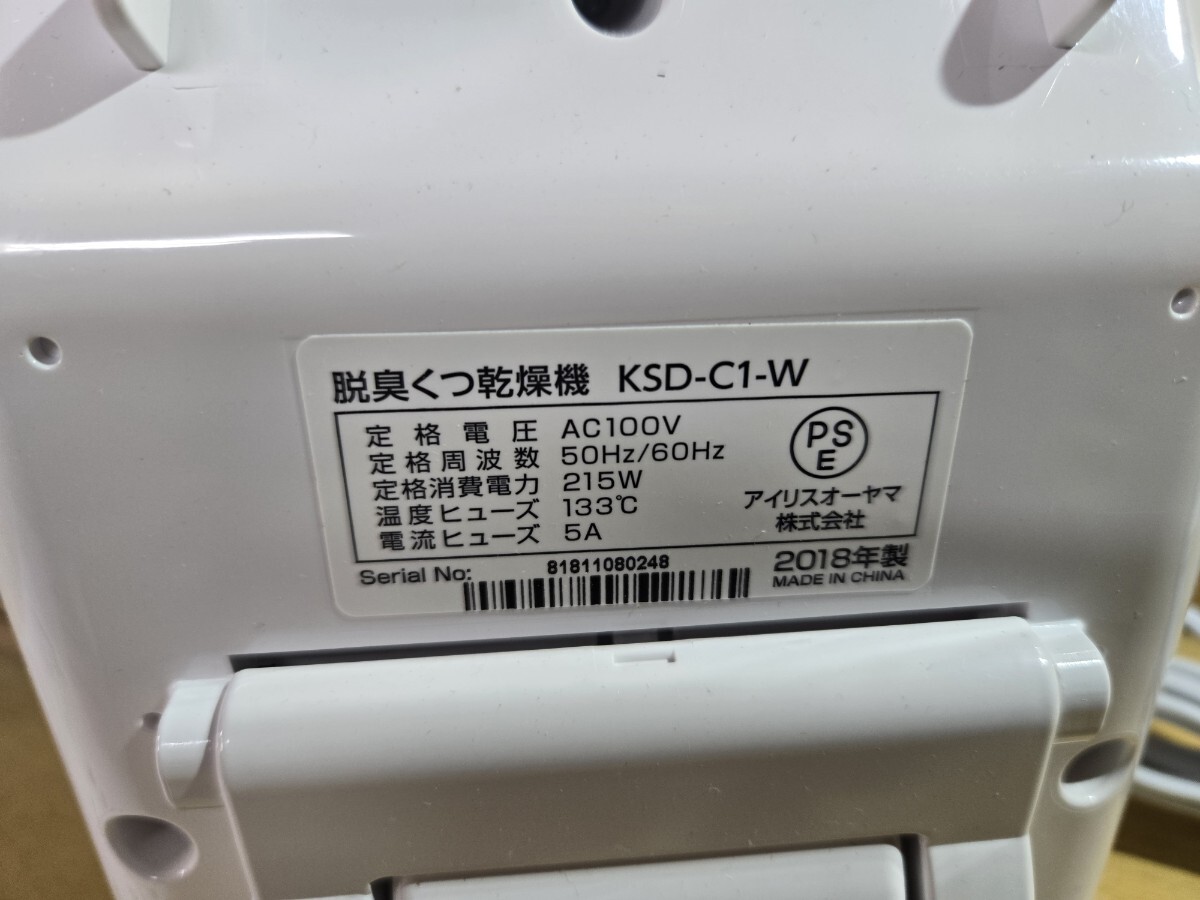 脱臭くつ乾燥機 KSD-C1-W
定格電圧 AC100V
定格周波数 50Hz/60Hz
定格消費電力 215W
温度ヒューズ 133℃
電流ヒューズ 5A
PS
E
アイリスオーヤマ
株式会社
Serial No: 81811080248
2018年製
MADE IN CHINA